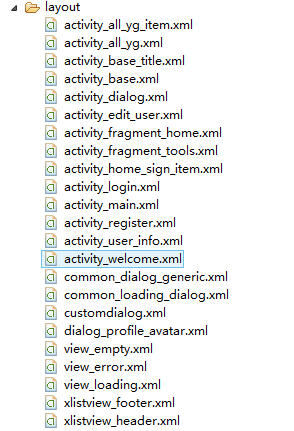 layout
activity_all_yg_item.xml
activity_all_yg.xml
activity_base_title.xml
activity_base.xml
activity_dialog.xml
activity_edit_user.xml
activity_fragment_home.xml
activity_fragment_tools.xml
activity_home_sign_item.xml
activity_login.xml
activity_main.xml
activity_register.xml
activity_user_info.xml
activity_welcome.xml
common_dialog_generic.xml
common_loading_dialog.xml
customdialog.xml
dialog_profile_avatar.xml
view_empty.xml
view_error.xml
view_loading.xml
xlistview_footer.xml
xlistview_header.xml